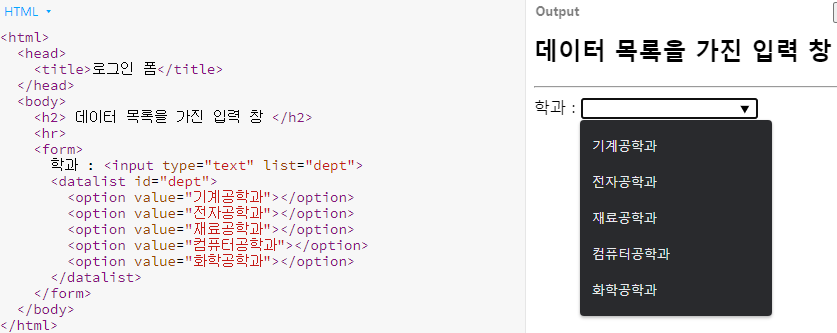 HTML
<html>
<head>
<title>로그인 폼</title>
</head>
<body>
<h2> 데이터 목록을 가진 입력 창 </h2>
<hr>
<form>
학과 : <input type="text" list="dept">
<datalist id="dept">
<option value="기계공학과"></option>
<option value="전자공학과"></option>
<option value="재료공학과"></option>
<option value="컴퓨터공학과"></option>
<option value="화학공학과"></option>
</datalist>
</form>
</body>
</html>
Output
데이터 목록을 가진 입력 창
학과 :
기계공학과
전자공학과
재료공학과
컴퓨터공학과
화학공학과